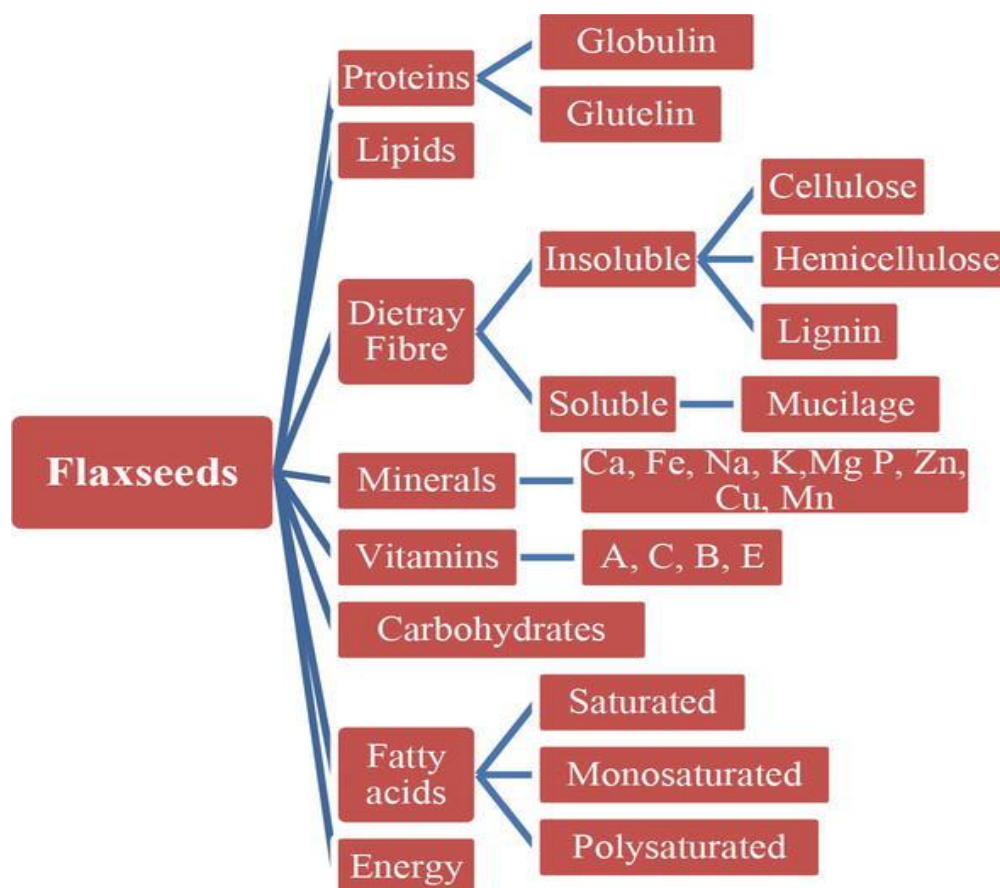 Flaxseeds
Proteins
Globulin
Glutelin
Lipids
Dietray
Fibre
Insoluble
Cellulose
Hemicellulose
Lignin
Soluble
Mucilage
Minerals
Ca, Fe, Na, K,Mg P, Zn,
Cu, Mn
Vitamins
A, C, B, E
Carbohydrates
Fatty
acids
Saturated
Monosaturated
Polysaturated
Energy